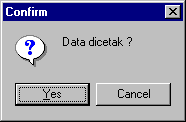 Confirm
Data dicetak ?
Yes
Cancel